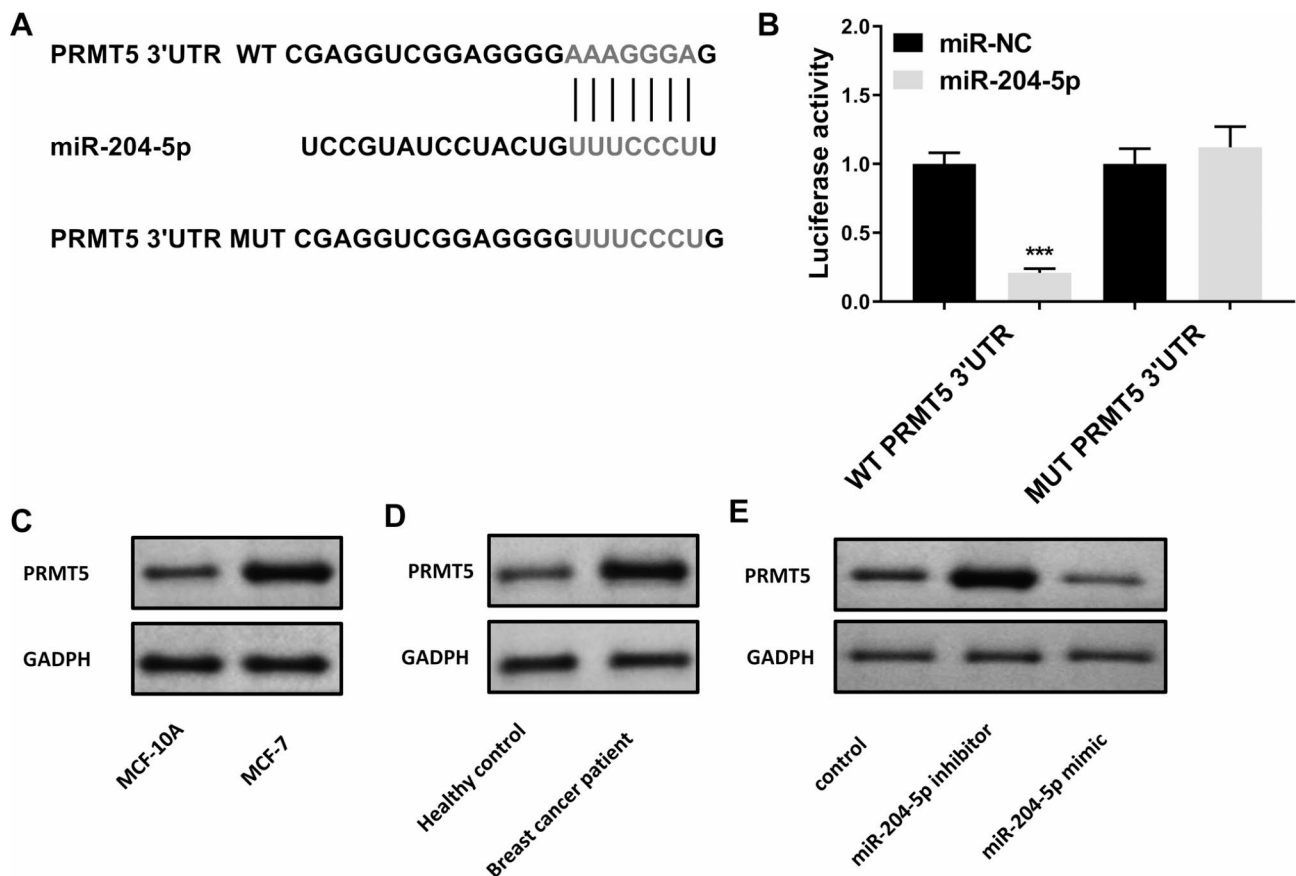 A
PRMT5 3'UTR WT CGAGGUCGGAGGGGAAAGGGAG
miR-204-5p UCCGUAUCCUACUGUUUCCCUU
PRMT5 3'UTR MUT CGAGGUCGGAGGGGUUUCCCUG
B
miR-NC
miR-204-5p
Luciferase activity
2.0
1.5
1.0
0.5
0.0
***
WT PRMT5 3'UTR
MUT PRMT5 3'UTR
C
PRMT5
GADPH
MCF-10A
MCF-7
D
PRMT5
GADPH
Healthy control
Breast cancer patient
E
PRMT5
GADPH
control
miR-204-5p inhibitor
miR-204-5p mimic